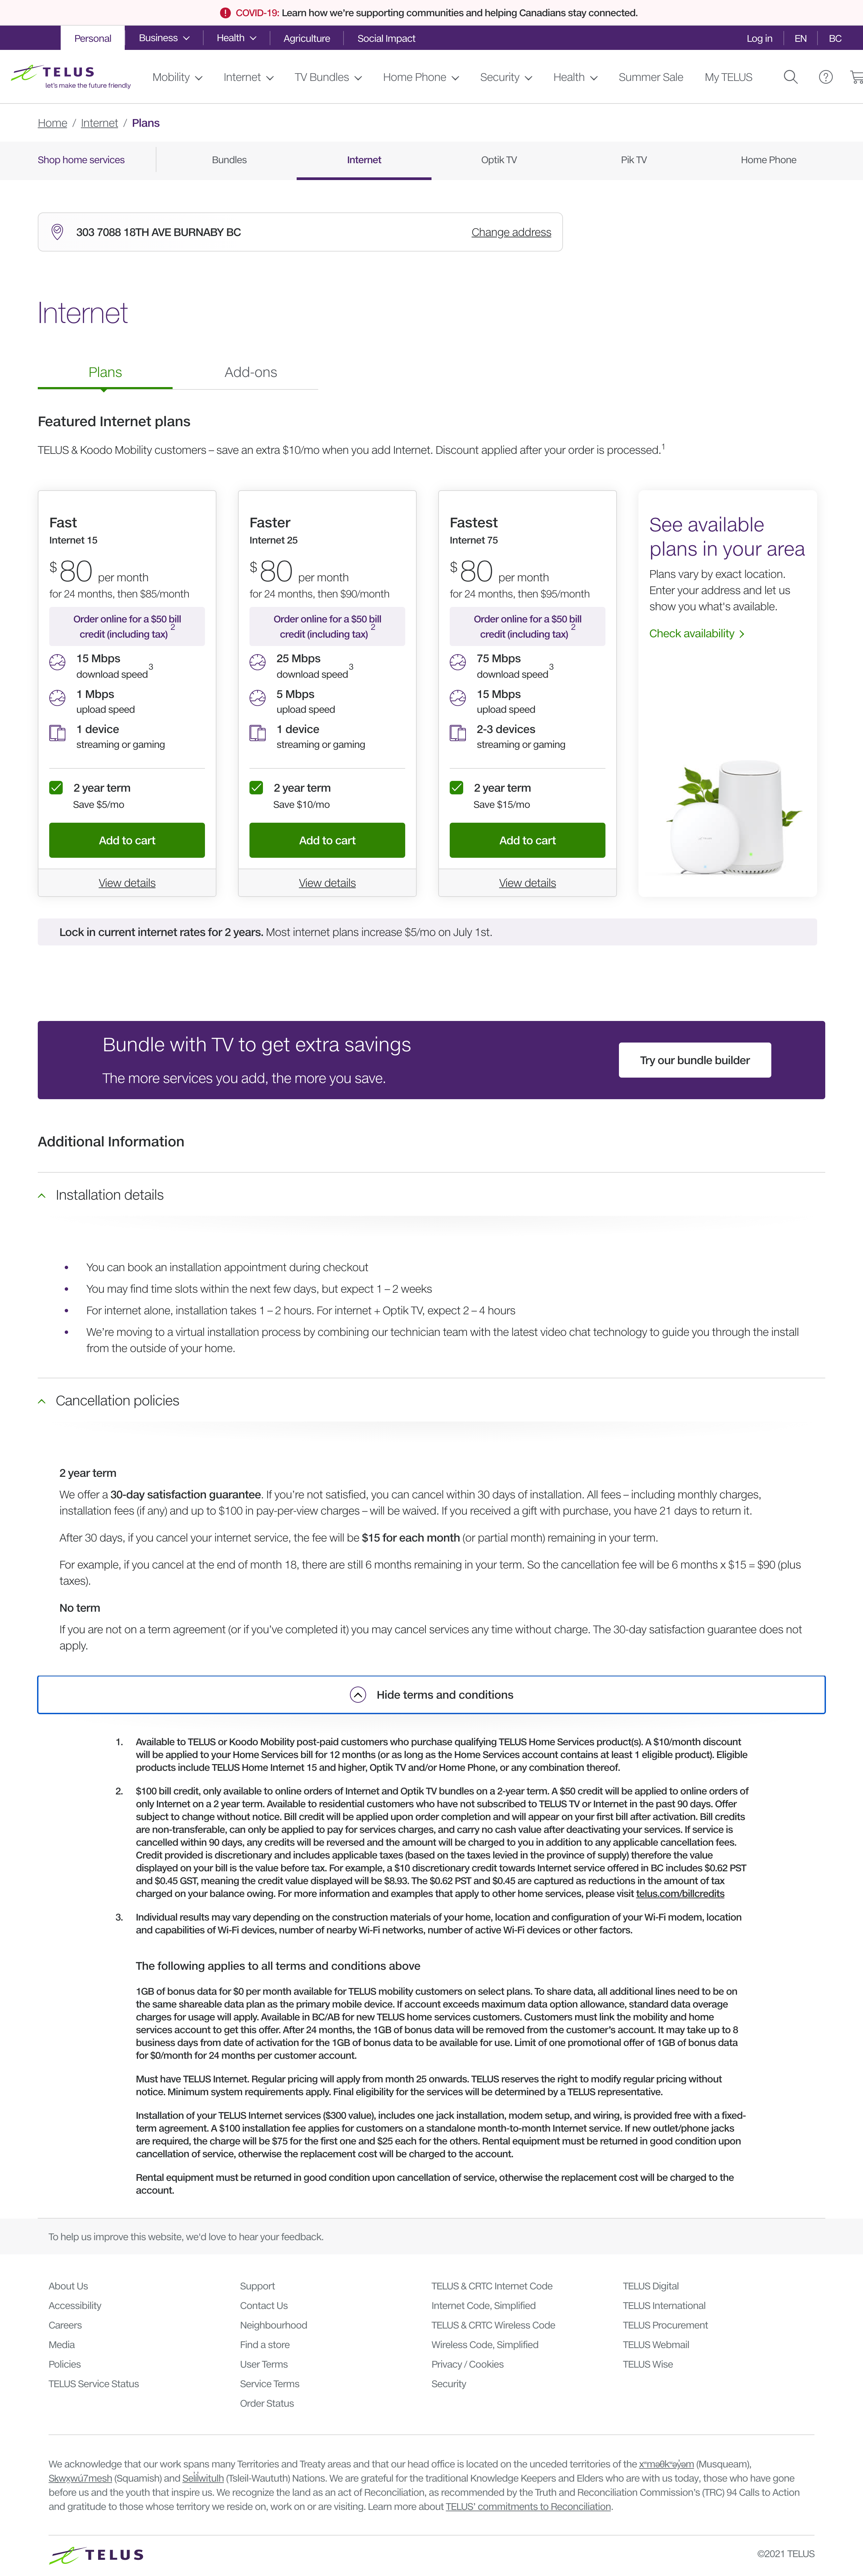 COVID-19: Learn how we're supporting communities and helping Canadians stay connected.
Personal Business Health Agriculture Social Impact Log in EN BC
TELUS
let's make the future friendly
Mobility Internet TV Bundles Home Phone Security Health Summer Sale My TELUS
Home / Internet / Plans
Shop home services Bundles Internet Optik TV Pik TV Home Phone
303 7088 18TH AVE BURNABY BC Change address
Internet
Plans Add-ons
Featured Internet plans
TELUS & Koodo Mobility customers – save an extra $10/mo when you add Internet. Discount applied after your order is processed.1
Fast
Internet 15
$80 per month
for 24 months, then $85/month
Order online for a $50 bill
credit (including tax) 2
15 Mbps
download speed3
1 Mbps
upload speed
1 device
streaming or gaming
2 year term
Save $5/mo
Add to cart
View details
Faster
Internet 25
$80 per month
for 24 months, then $90/month
Order online for a $50 bill
credit (including tax) 2
25 Mbps
download speed3
5 Mbps
upload speed
1 device
streaming or gaming
2 year term
Save $10/mo
Add to cart
View details
Fastest
Internet 75
$80 per month
for 24 months, then $95/month
Order online for a $50 bill
credit (including tax) 2
75 Mbps
download speed3
15 Mbps
upload speed
2-3 devices
streaming or gaming
2 year term
Save $15/mo
Add to cart
View details
See available
plans in your area
Plans vary by exact location.
Enter your address and let us
show you what's available.
Check availability
Lock in current internet rates for 2 years. Most internet plans increase $5/mo on July 1st.
Bundle with TV to get extra savings
The more services you add, the more you save.
Try our bundle builder
Additional Information
Installation details
• You can book an installation appointment during checkout
• You may find time slots within the next few days, but expect 1 – 2 weeks
• For internet alone, installation takes 1 – 2 hours. For internet + Optik TV, expect 2 – 4 hours
• We're moving to a virtual installation process by combining our technician team with the latest video chat technology to guide you through the install
from the outside of your home.
Cancellation policies
2 year term
We offer a 30-day satisfaction guarantee. If you're not satisfied, you can cancel within 30 days of installation. All fees – including monthly charges,
installation fees (if any) and up to $100 in pay-per-view charges – will be waived. If you received a gift with purchase, you have 21 days to return it.
After 30 days, if you cancel your internet service, the fee will be $15 for each month (or partial month) remaining in your term.
For example, if you cancel at the end of month 18, there are still 6 months remaining in your term. So the cancellation fee will be 6 months x $15 = $90 (plus
taxes).
No term
If you are not on a term agreement (or if you've completed it) you may cancel services any time without charge. The 30-day satisfaction guarantee does not
apply.
Hide terms and conditions
1. Available to TELUS or Koodo Mobility post-paid customers who purchase qualifying TELUS Home Services product(s). A $10/month discount
will be applied to your Home Services bill for 12 months (or as long as the Home Services account contains at least 1 eligible product). Eligible
products include TELUS Home Internet 15 and higher, Optik TV and/or Home Phone, or any combination thereof.
2. $100 bill credit, only available to online orders of Internet and Optik TV bundles on a 2-year term. A $50 credit will be applied to online orders of
only Internet on a 2 year term. Available to residential customers who have not subscribed to TELUS TV or Internet in the past 90 days. Offer
subject to change without notice. Bill credit will be applied upon order completion and will appear on your first bill after activation. Bill credits
are non-transferable, can only be applied to pay for services charges, and carry no cash value after deactivating your services. If service is
cancelled within 90 days, any credits will be reversed and the amount will be charged to you in addition to any applicable cancellation fees.
Credit provided is discretionary and includes applicable taxes (based on the taxes levied in the province of supply) therefore the value
displayed on your bill is the value before tax. For example, a $10 discretionary credit towards Internet service offered in BC includes $0.62 PST
and $0.45 GST, meaning the credit value displayed will be $8.93. The $0.62 PST and $0.45 are captured as reductions in the amount of tax
charged on your balance owing. For more information and examples that apply to other home services, please visit telus.com/billcredits
3. Individual results may vary depending on the construction materials of your home, location and configuration of your Wi-Fi modem, location
and capabilities of Wi-Fi devices, number of nearby Wi-Fi networks, number of active Wi-Fi devices or other factors.
The following applies to all terms and conditions above
1GB of bonus data for $0 per month available for TELUS mobility customers on select plans. To share data, all additional lines need to be on
the same shareable data plan as the primary mobile device. If account exceeds maximum data option allowance, standard data overage
charges for usage will apply. Available in BC/AB for new TELUS home services customers. Customers must link the mobility and home
services account to get this offer. After 24 months, the 1GB of bonus data will be removed from the customer's account. It may take up to 8
business days from date of activation for the 1GB of bonus data to be available for use. Limit of one promotional offer of 1GB of bonus data
for $0/month for 24 months per customer account.
Must have TELUS Internet. Regular pricing will apply from month 25 onwards. TELUS reserves the right to modify regular pricing without
notice. Minimum system requirements apply. Final eligibility for the services will be determined by a TELUS representative.
Installation of your TELUS Internet services ($300 value), includes one jack installation, modem setup, and wiring, is provided free with a fixed-
term agreement. A $100 installation fee applies for customers on a standalone month-to-month Internet service. If new outlet/phone jacks
are required, the charge will be $75 for the first one and $25 each for the others. Rental equipment must be returned in good condition upon
cancellation of service, otherwise the replacement cost will be charged to the account.
Rental equipment must be returned in good condition upon cancellation of service, otherwise the replacement cost will be charged to the
account.
To help us improve this website, we'd love to hear your feedback.
About Us Support TELUS & CRTC Internet Code TELUS Digital
Accessibility Contact Us Internet Code, Simplified TELUS International
Careers Neighbourhood TELUS & CRTC Wireless Code TELUS Procurement
Media Find a store Wireless Code, Simplified TELUS Webmail
Policies User Terms Privacy / Cookies TELUS Wise
TELUS Service Status Service Terms Security
Order Status
We acknowledge that our work spans many Territories and Treaty areas and that our head office is located on the unceded territories of the xʷməθkʷəy̓əm (Musqueam),
Skwxwú7mesh (Squamish) and Sel̓íl̓witulh (Tsleil-Waututh) Nations. We are grateful for the traditional Knowledge Keepers and Elders who are with us today, those who have gone
before us and the youth that inspire us. We recognize the land as an act of Reconciliation, as recommended by the Truth and Reconciliation Commission's (TRC) 94 Calls to Action
and gratitude to those whose territory we reside on, work on or are visiting. Learn more about TELUS' commitments to Reconciliation.
TELUS ©2021 TELUS